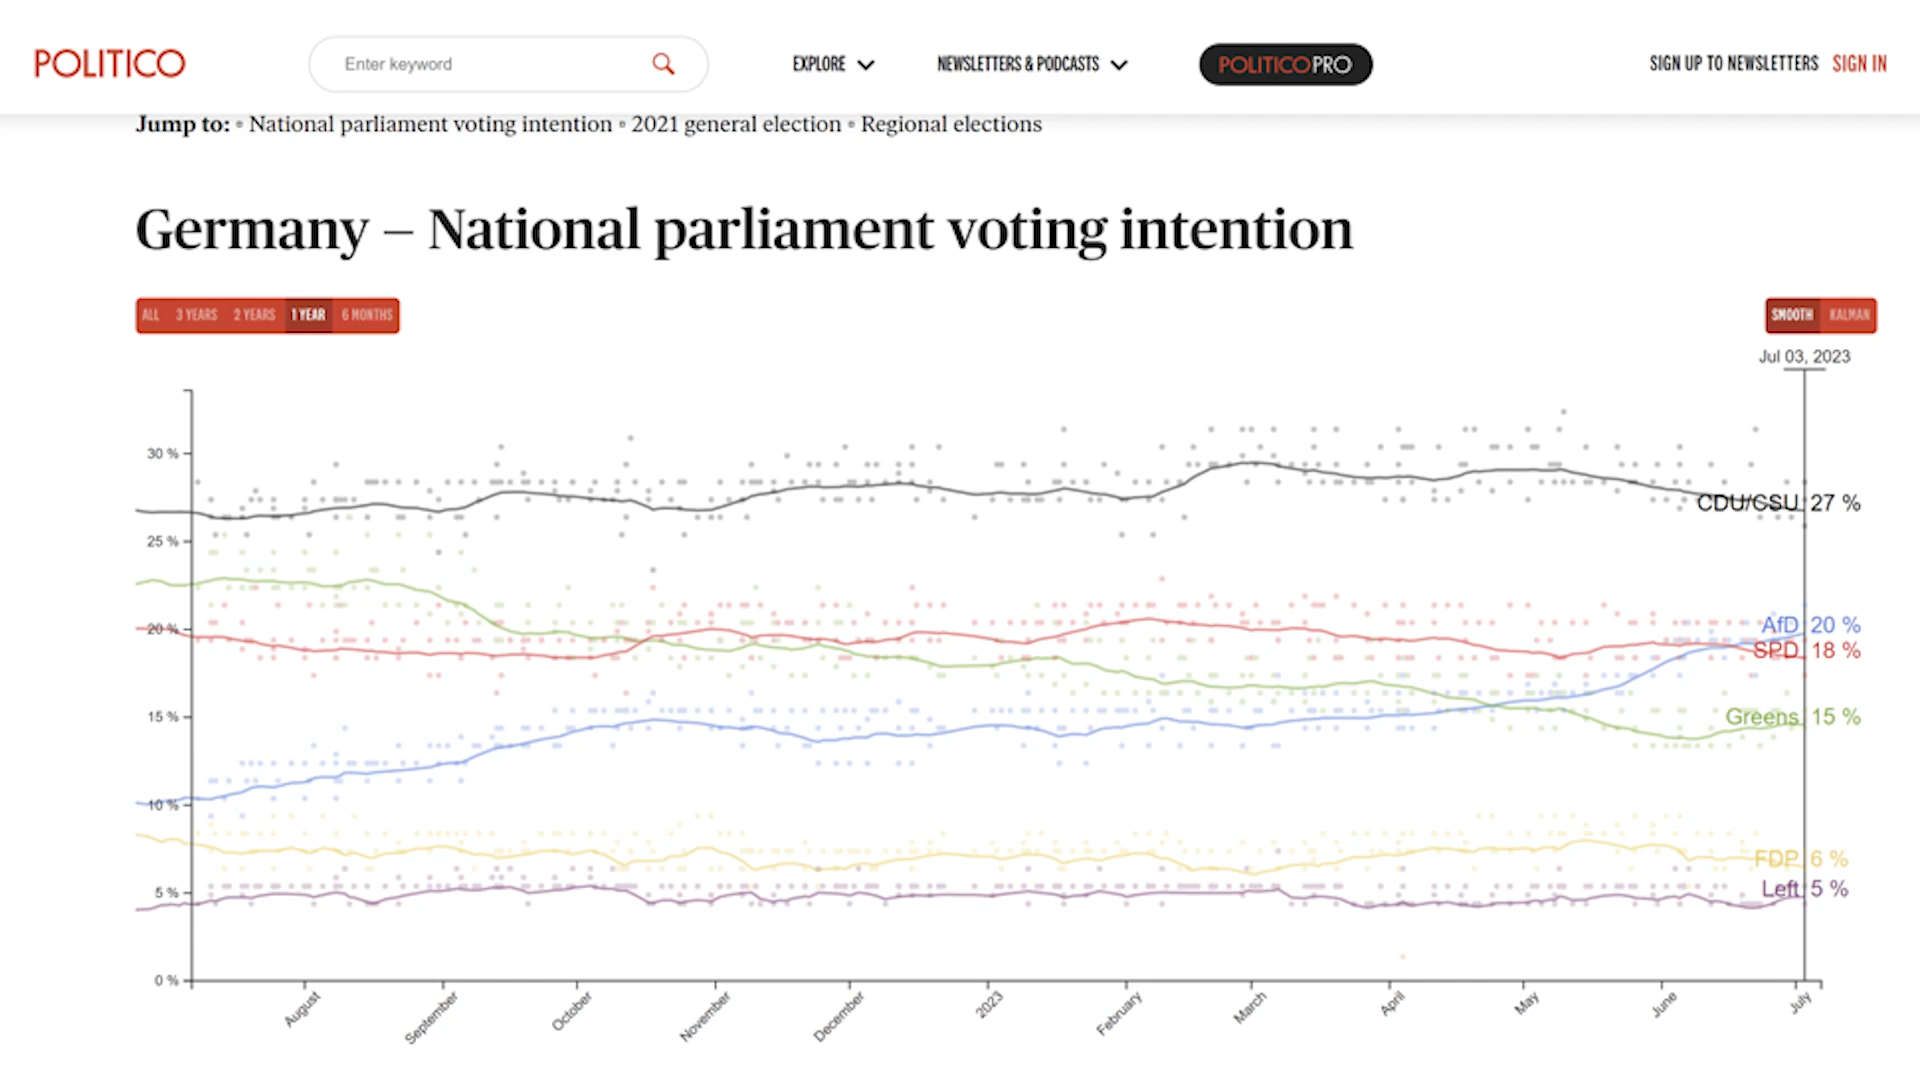 POLITICO
Enter keyword
EXPLORE
NEWSLETTERS & PODCASTS
POLITICOPRO
SIGN UP TO NEWSLETTERS SIGN IN
Jump to: • National parliament voting intention • 2021 general election • Regional elections
Germany – National parliament voting intention
ALL 3 YEARS 2 YEARS 1 YEAR 6 MONTHS
SMOOTH KALMAN
Jul 03, 2023
30 %
CDU/CSU 27 %
25 %
20 %
AfD 20 %
SPD 18 %
15 %
Greens 15 %
10 %
FDP 6 %
5 %
Left 5 %
0 %
August September October November December 2023 February March April May June July